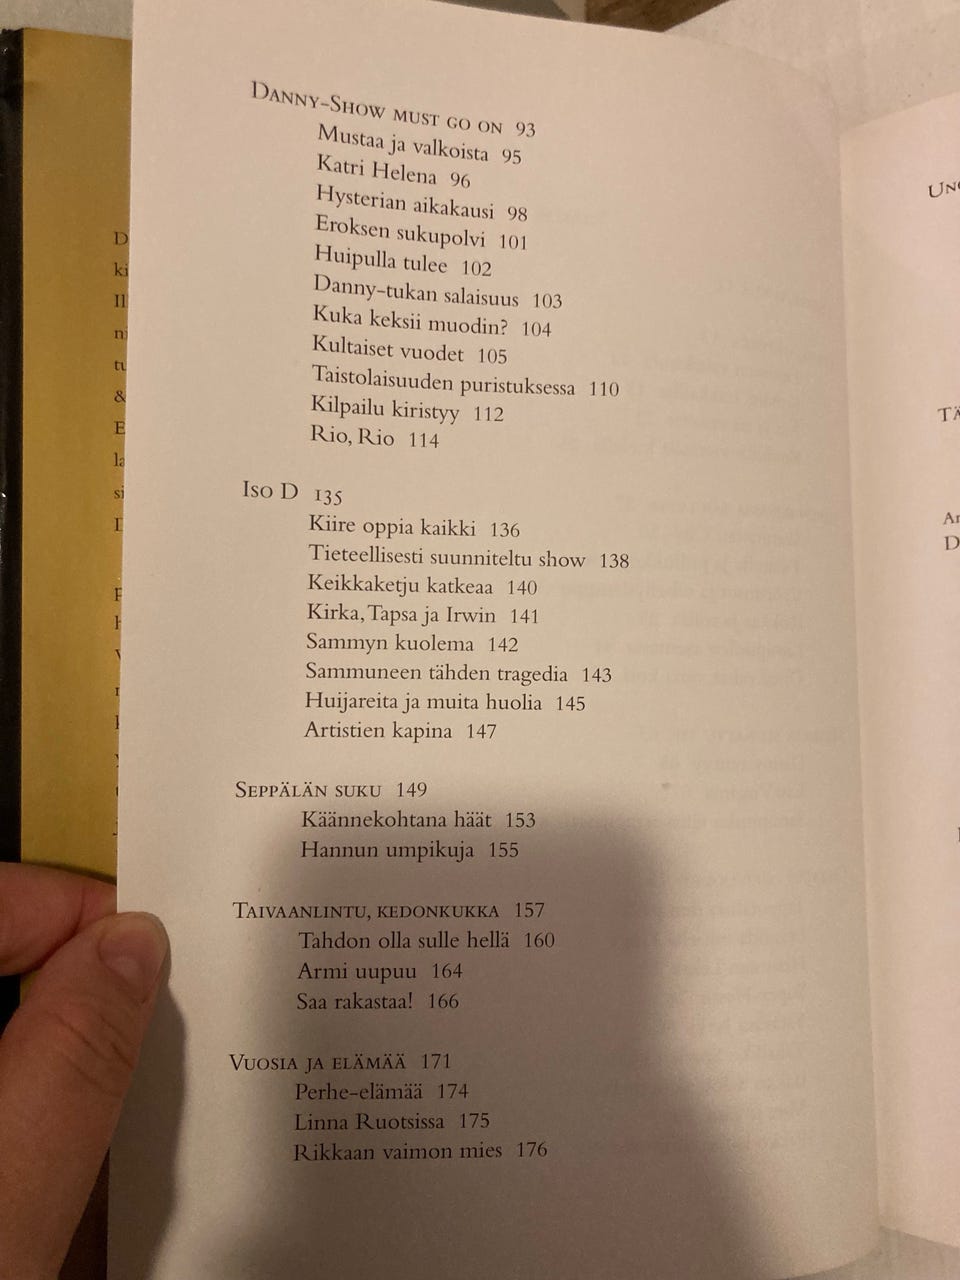 Danny-Show must go on 93
Mustaa ja valkoista 95
Katri Helena 96
Hysterian aikakausi 98
Eroksen sukupolvi 101
Huipulla tulee 102
Danny-tukan salaisuus 103
Kuka keksii muodin? 104
Kultaiset vuodet 105
Taistolaisuuden puristuksessa 110
Kilpailu kiristyy 112
Rio, Rio 114
Iso D 135
Kiire oppia kaikki 136
Tieteellisesti suunniteltu show 138
Keikkaketju katkeaa 140
Kirka, Tapsa ja Irwin 141
Sammyn kuolema 142
Sammuneen tähden tragedia 143
Huijareita ja muita huolia 145
Artistien kapina 147
Seppälän suku 149
Käännekohtana häät 153
Hannun umpikuja 155
Taivaanlintu, kedonkukka 157
Tahdon olla sulle hellä 160
Armi uupuu 164
Saa rakastaa! 166
Vuosia ja elämää 171
Perhe-elämää 174
Linna Ruotsissa 175
Rikkaan vaimon mies 176